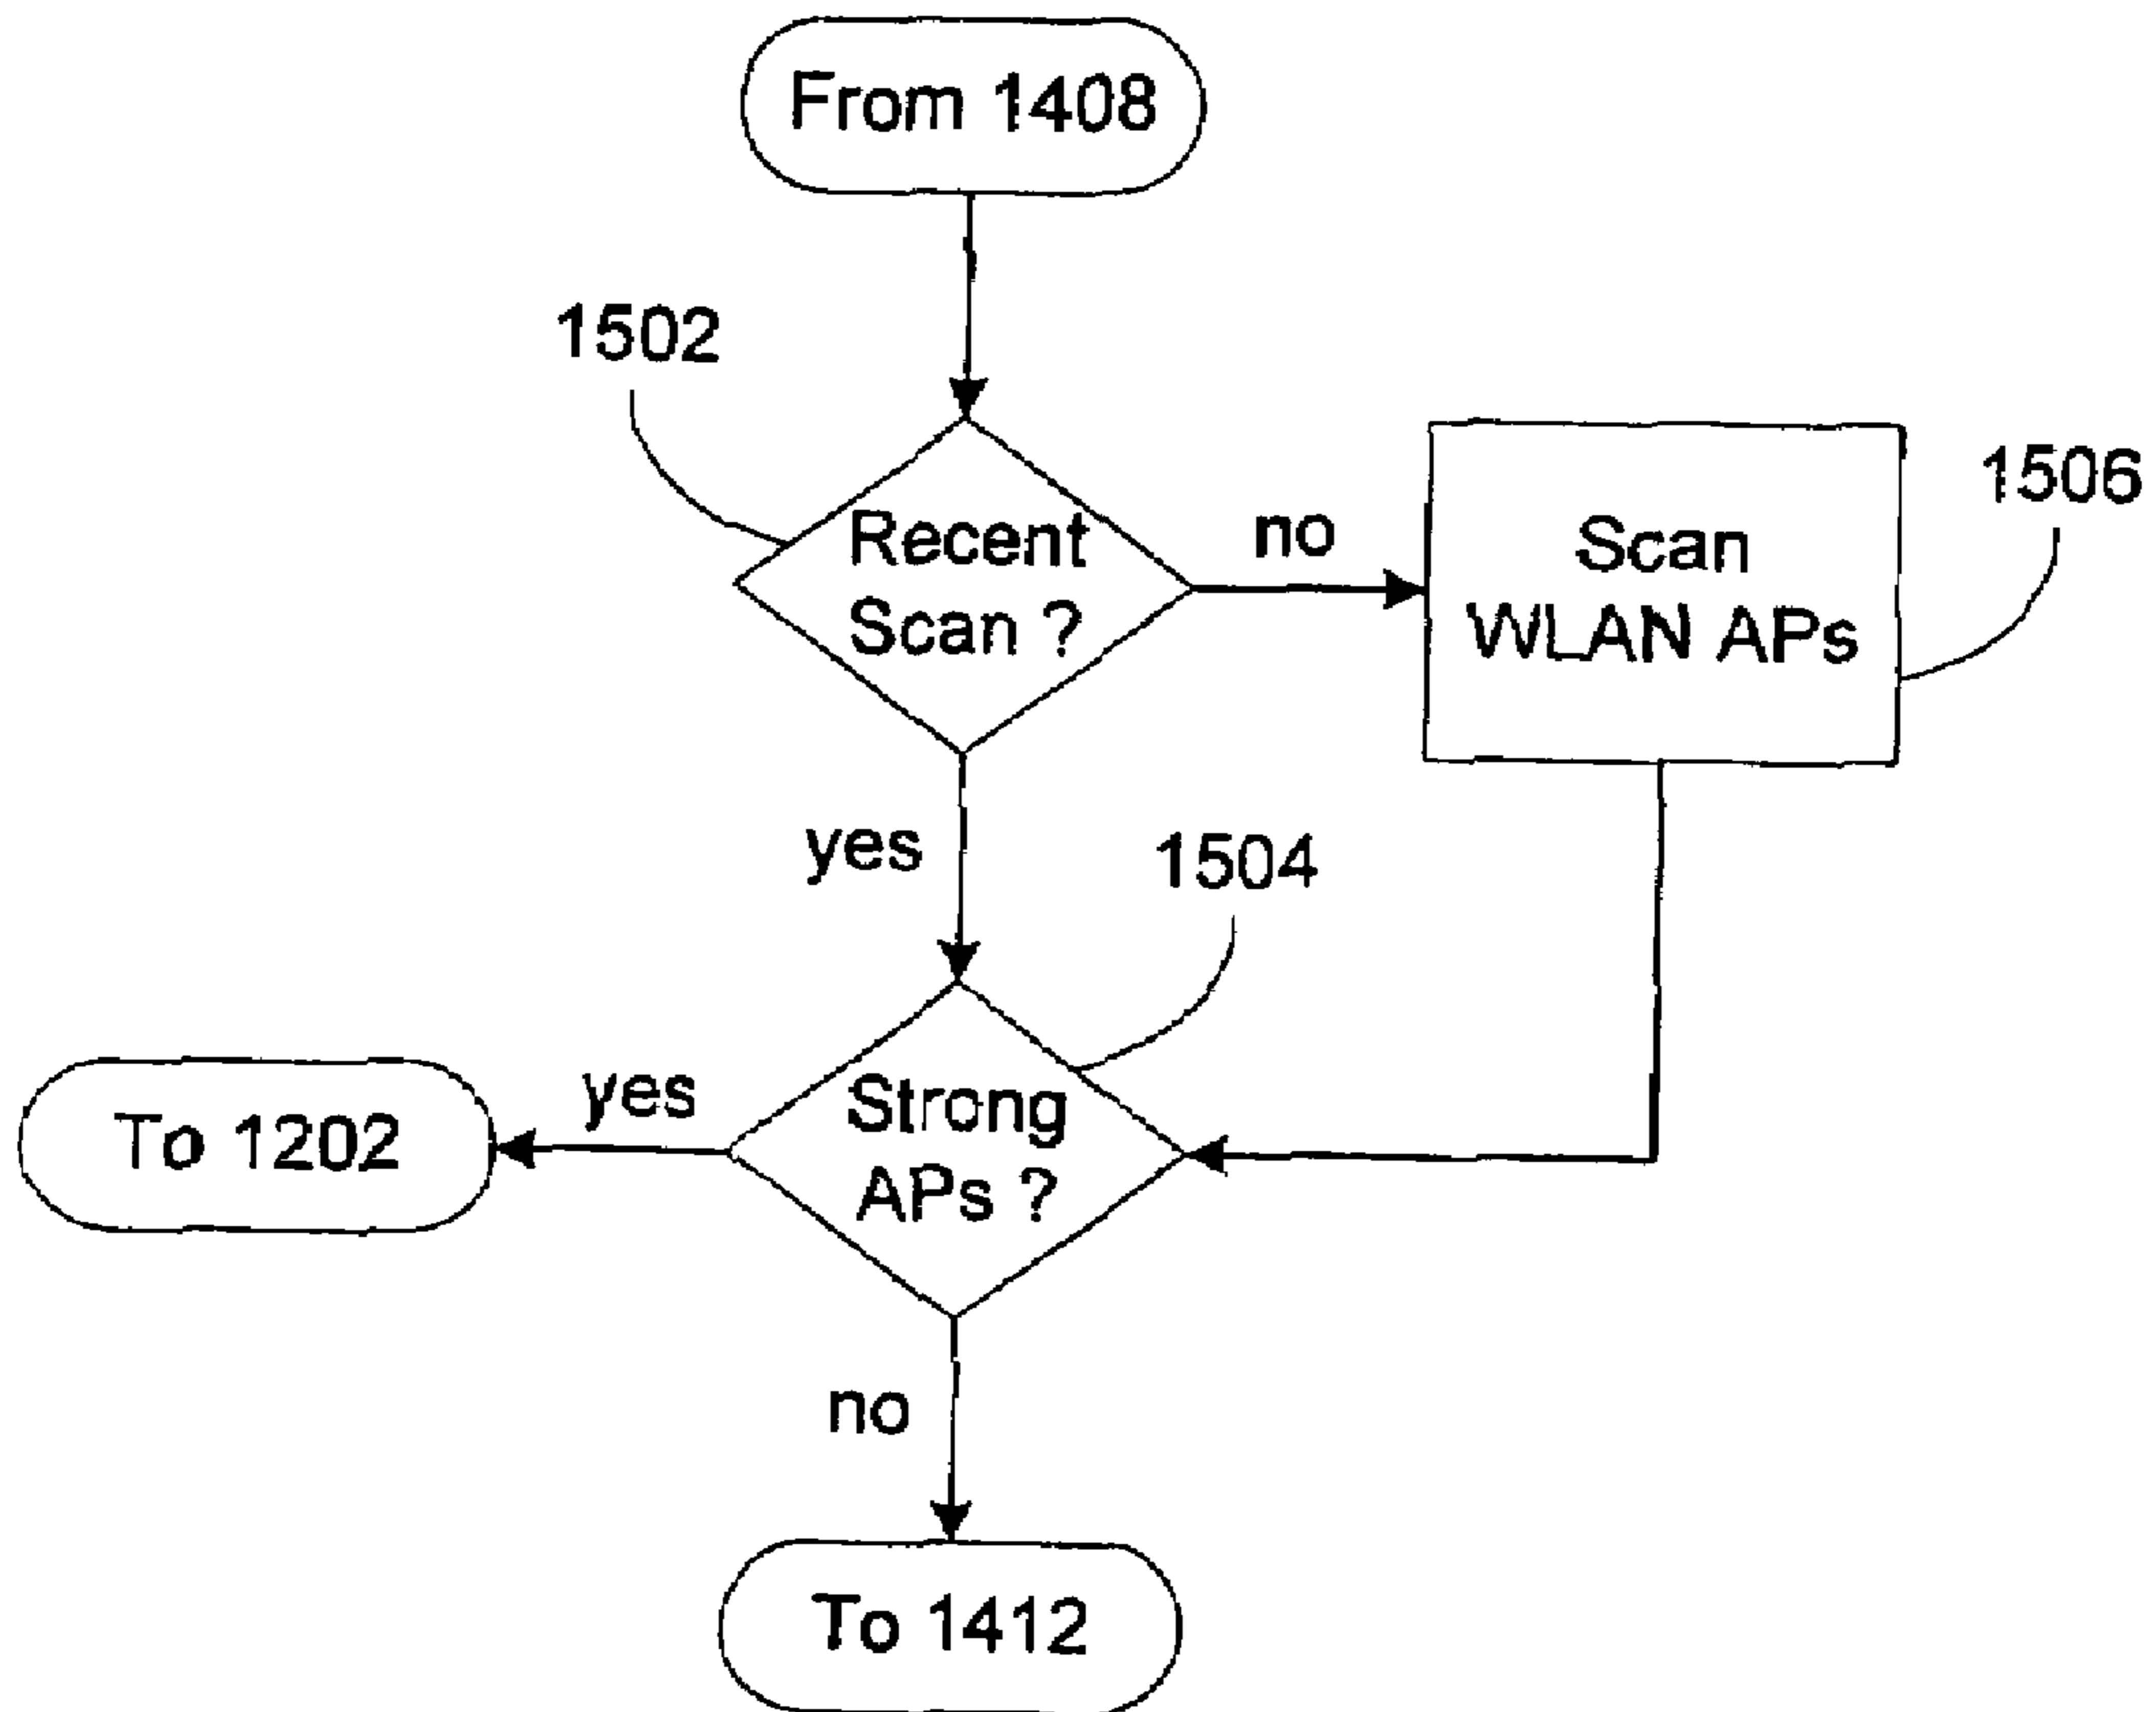 From 1408
1502
Recent
Scan ?
no
Scan
WLAN APs
1506
yes
1504
Strong
APs ?
yes
To 1202
no
To 1412